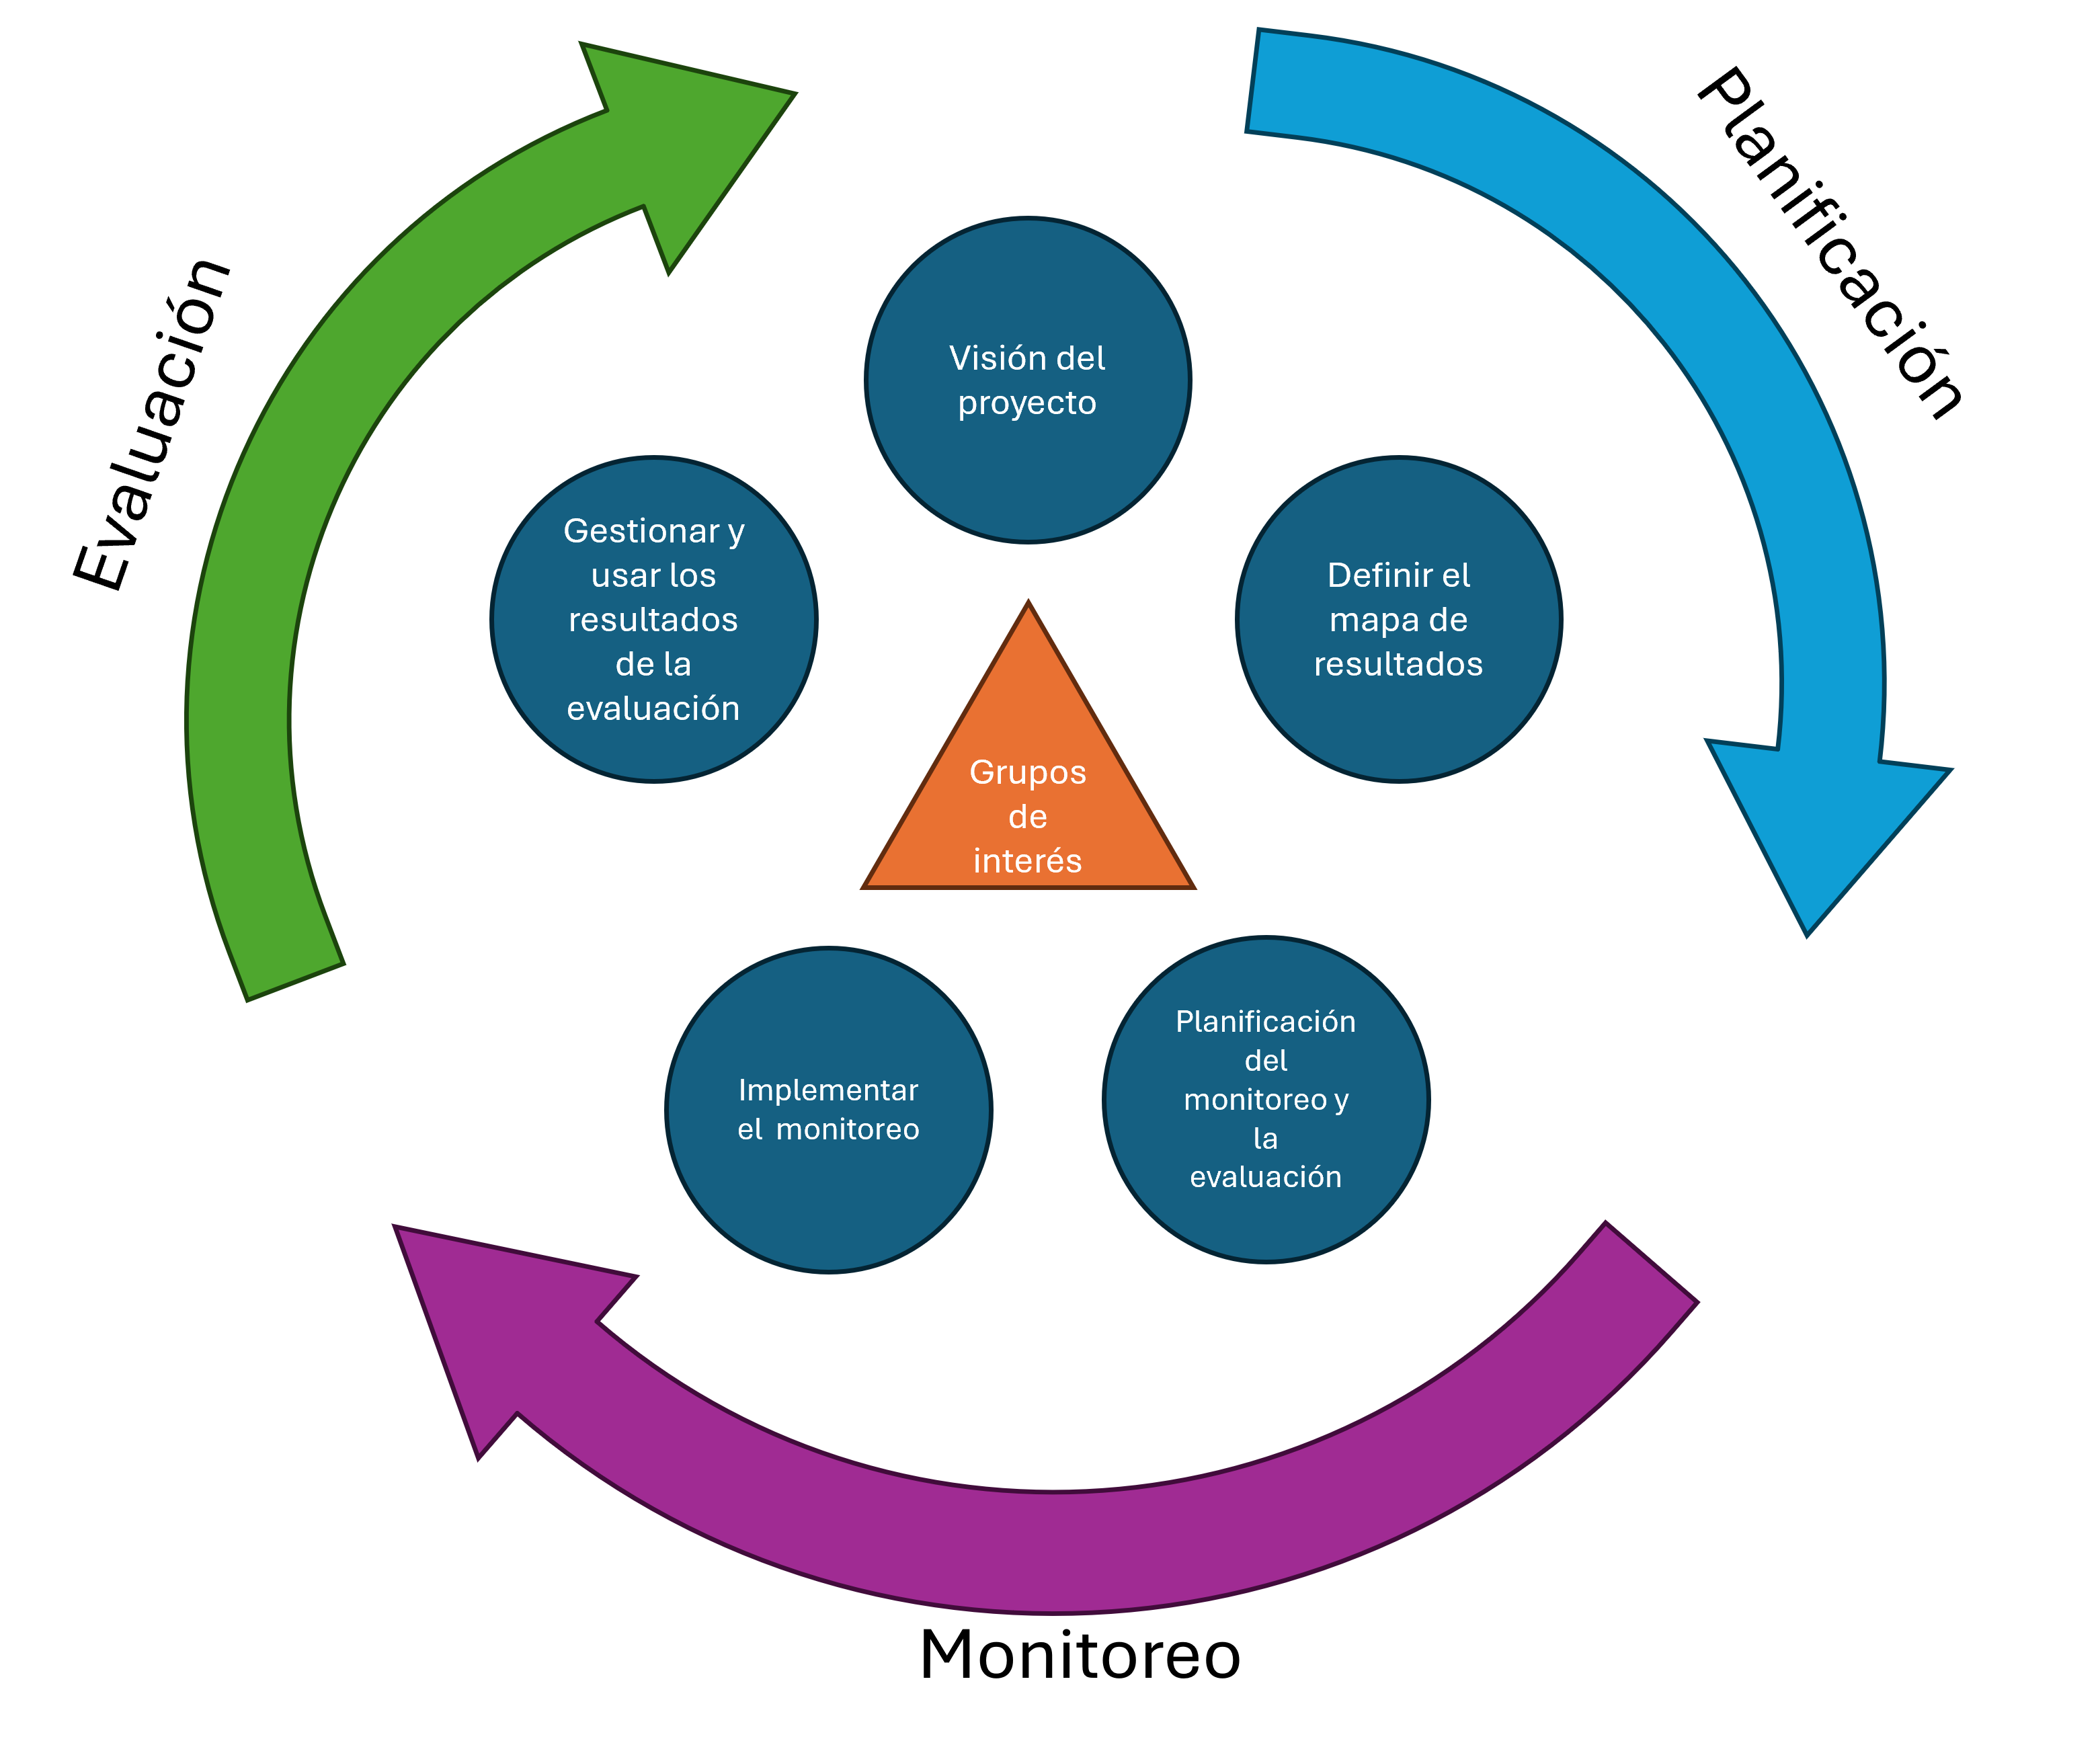 Planificación
Evaluación
Visión del
proyecto
Gestionar y
usar los
resultados
de la
evaluación
Definir el
mapa de
resultados
Grupos
de
interés
Implementar
el  monitoreo
Planificación
del
monitoreo y
la
evaluación
Monitoreo